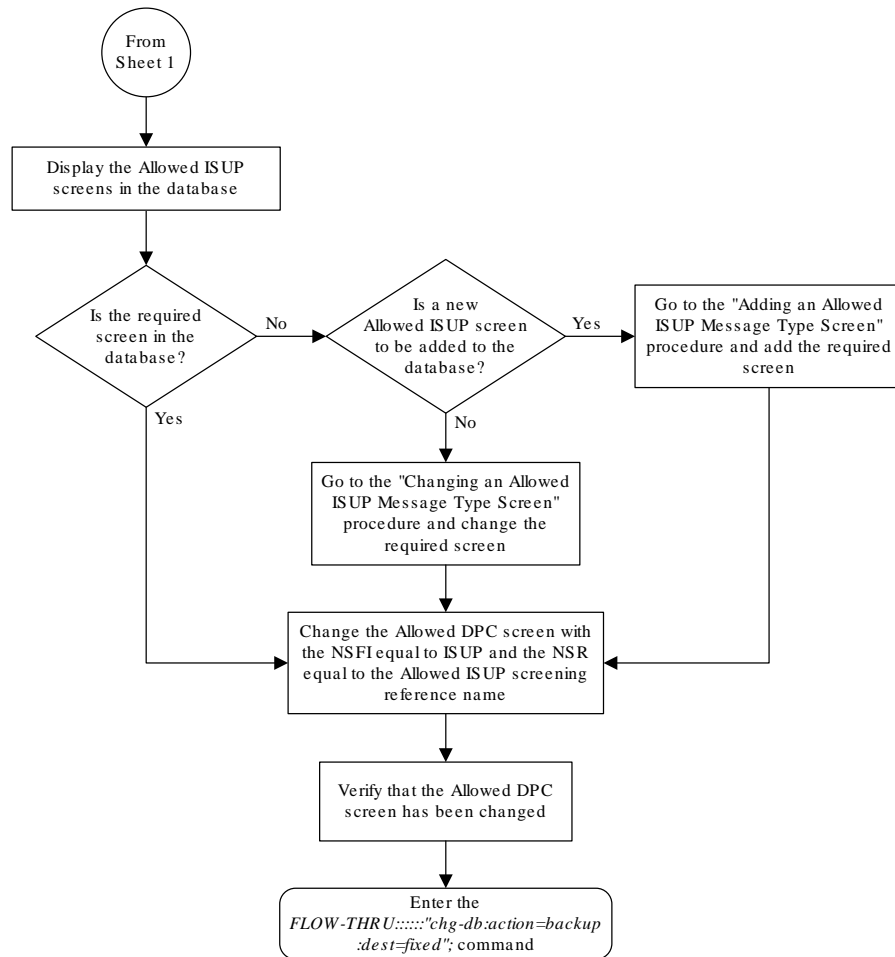 From
Sheet 1
Display the Allowed ISUP
screens in the database
Is the required
screen in the
database?
No
Yes
Is a new
Allowed ISUP screen
to be added to the
database?
Yes
No
Go to the "Adding an Allowed
ISUP Message Type Screen"
procedure and add the required
screen
Go to the "Changing an Allowed
ISUP Message Type Screen"
procedure and change the
required screen
Change the Allowed DPC screen with
the NSFI equal to ISUP and the NSR
equal to the Allowed ISUP screening
reference name
Verify that the Allowed DPC
screen has been changed
Enter the
FLOW-THRU::::::"chg-db:action=backup
:dest=fixed"; command